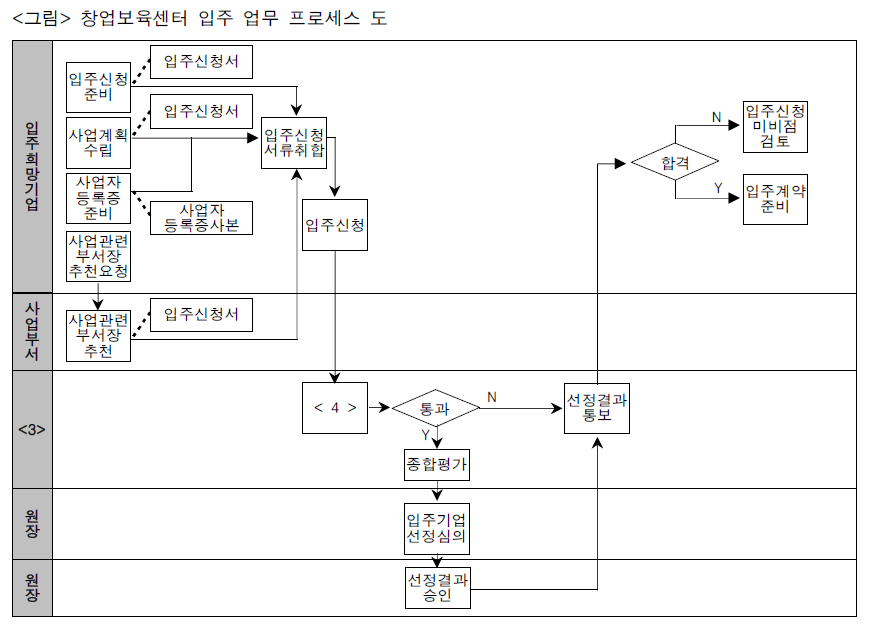 <그림> 창업보육센터 입주 업무 프로세스 도
입주희망기업
입주신청
준비
입주신청서
사업계획
수립
입주신청서
사업자
등록증
준비
사업자
등록증사본
사업관련
부서장
추천요청
입주신청
서류취합
입주신청
합격
N
입주신청
미비점
검토
Y
입주계약
준비
사업부서
사업관련
부서장
추천
입주신청서
<3>
< 4 >
통과
N
선정결과
통보
Y
종합평가
원장
입주기업
선정심의
원장
선정결과
승인